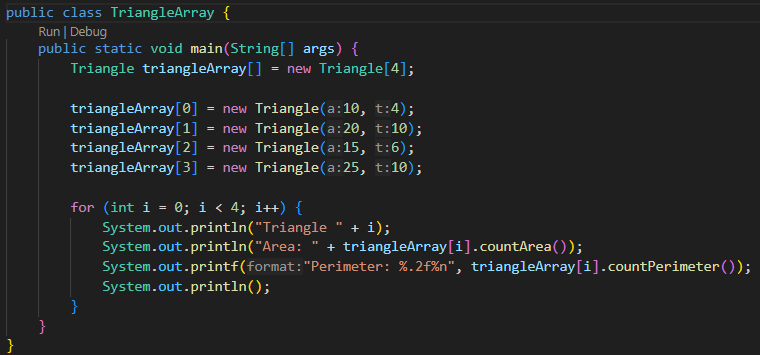 public class TriangleArray {
Run | Debug
public static void main(String[] args) {
Triangle triangleArray[] = new Triangle[4];
triangleArray[0] = new Triangle(a:10, t:4);
triangleArray[1] = new Triangle(a:20, t:10);
triangleArray[2] = new Triangle(a:15, t:6);
triangleArray[3] = new Triangle(a:25, t:10);
for (int i = 0; i < 4; i++) {
System.out.println("Triangle " + i);
System.out.println("Area: " + triangleArray[i].countArea());
System.out.printf(format:"Perimeter: %.2f%n", triangleArray[i].countPerimeter());
System.out.println();
}
}
}